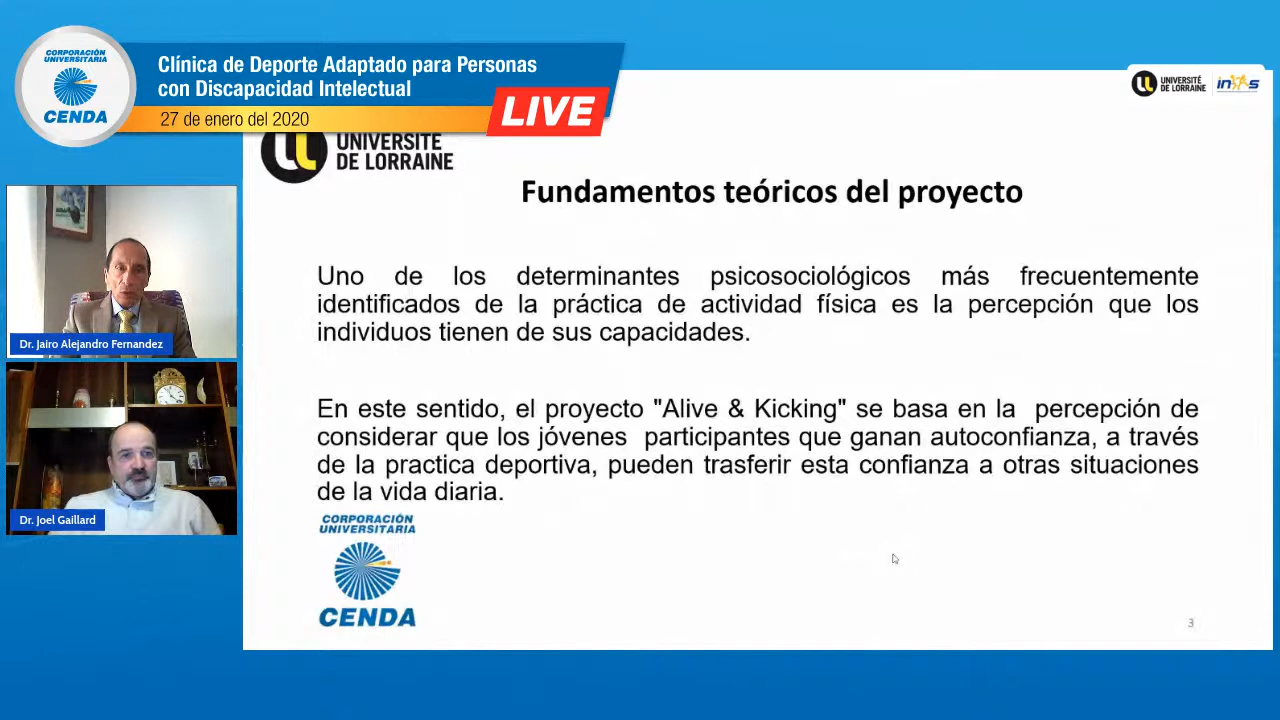 CORPORACIÓN
UNIVERSITARIA
CENDA
Clínica de Deporte Adaptado para Personas
con Discapacidad Intelectual
27 de enero del 2020
LIVE
UNIVERSITÉ
DE LORRAINE
inas
UNIVERSITÉ
DE LORRAINE
Fundamentos teóricos del proyecto
Uno de los determinantes psicosociológicos más frecuentemente
identificados de la práctica de actividad física es la percepción que los
individuos tienen de sus capacidades.
En este sentido, el proyecto "Alive & Kicking" se basa en la percepción de
considerar que los jóvenes participantes que ganan autoconfianza, a través
de la practica deportiva, pueden trasferir esta confianza a otras situaciones
de la vida diaria.
CORPORACIÓN
UNIVERSITARIA
CENDA
3
Dr. Jairo Alejandro Fernandez
Dr. Joel Gaillard